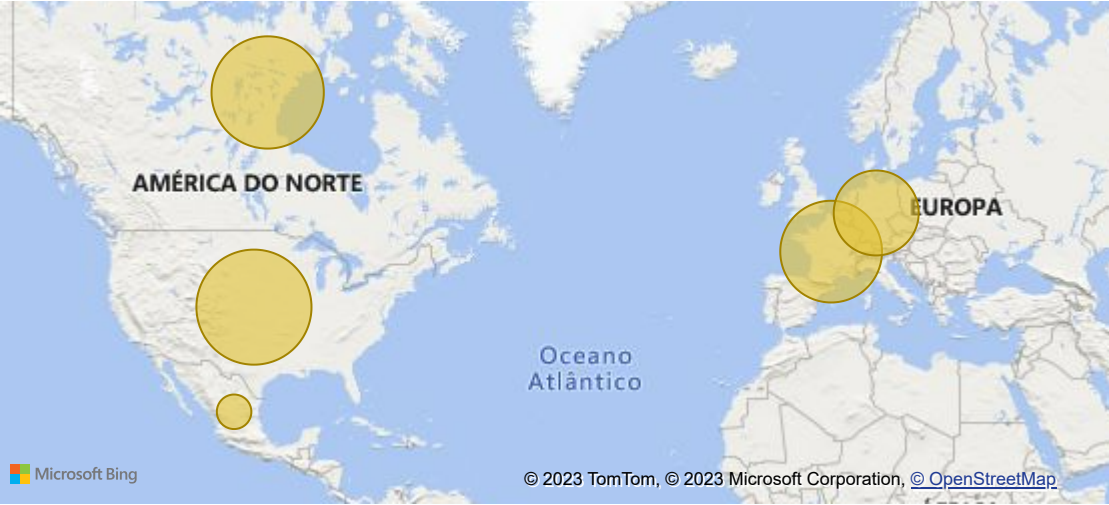 AMÉRICA DO NORTE
EUROPA
Oceano
Atlântico
Microsoft Bing
© 2023 TomTom, © 2023 Microsoft Corporation, © OpenStreetMap